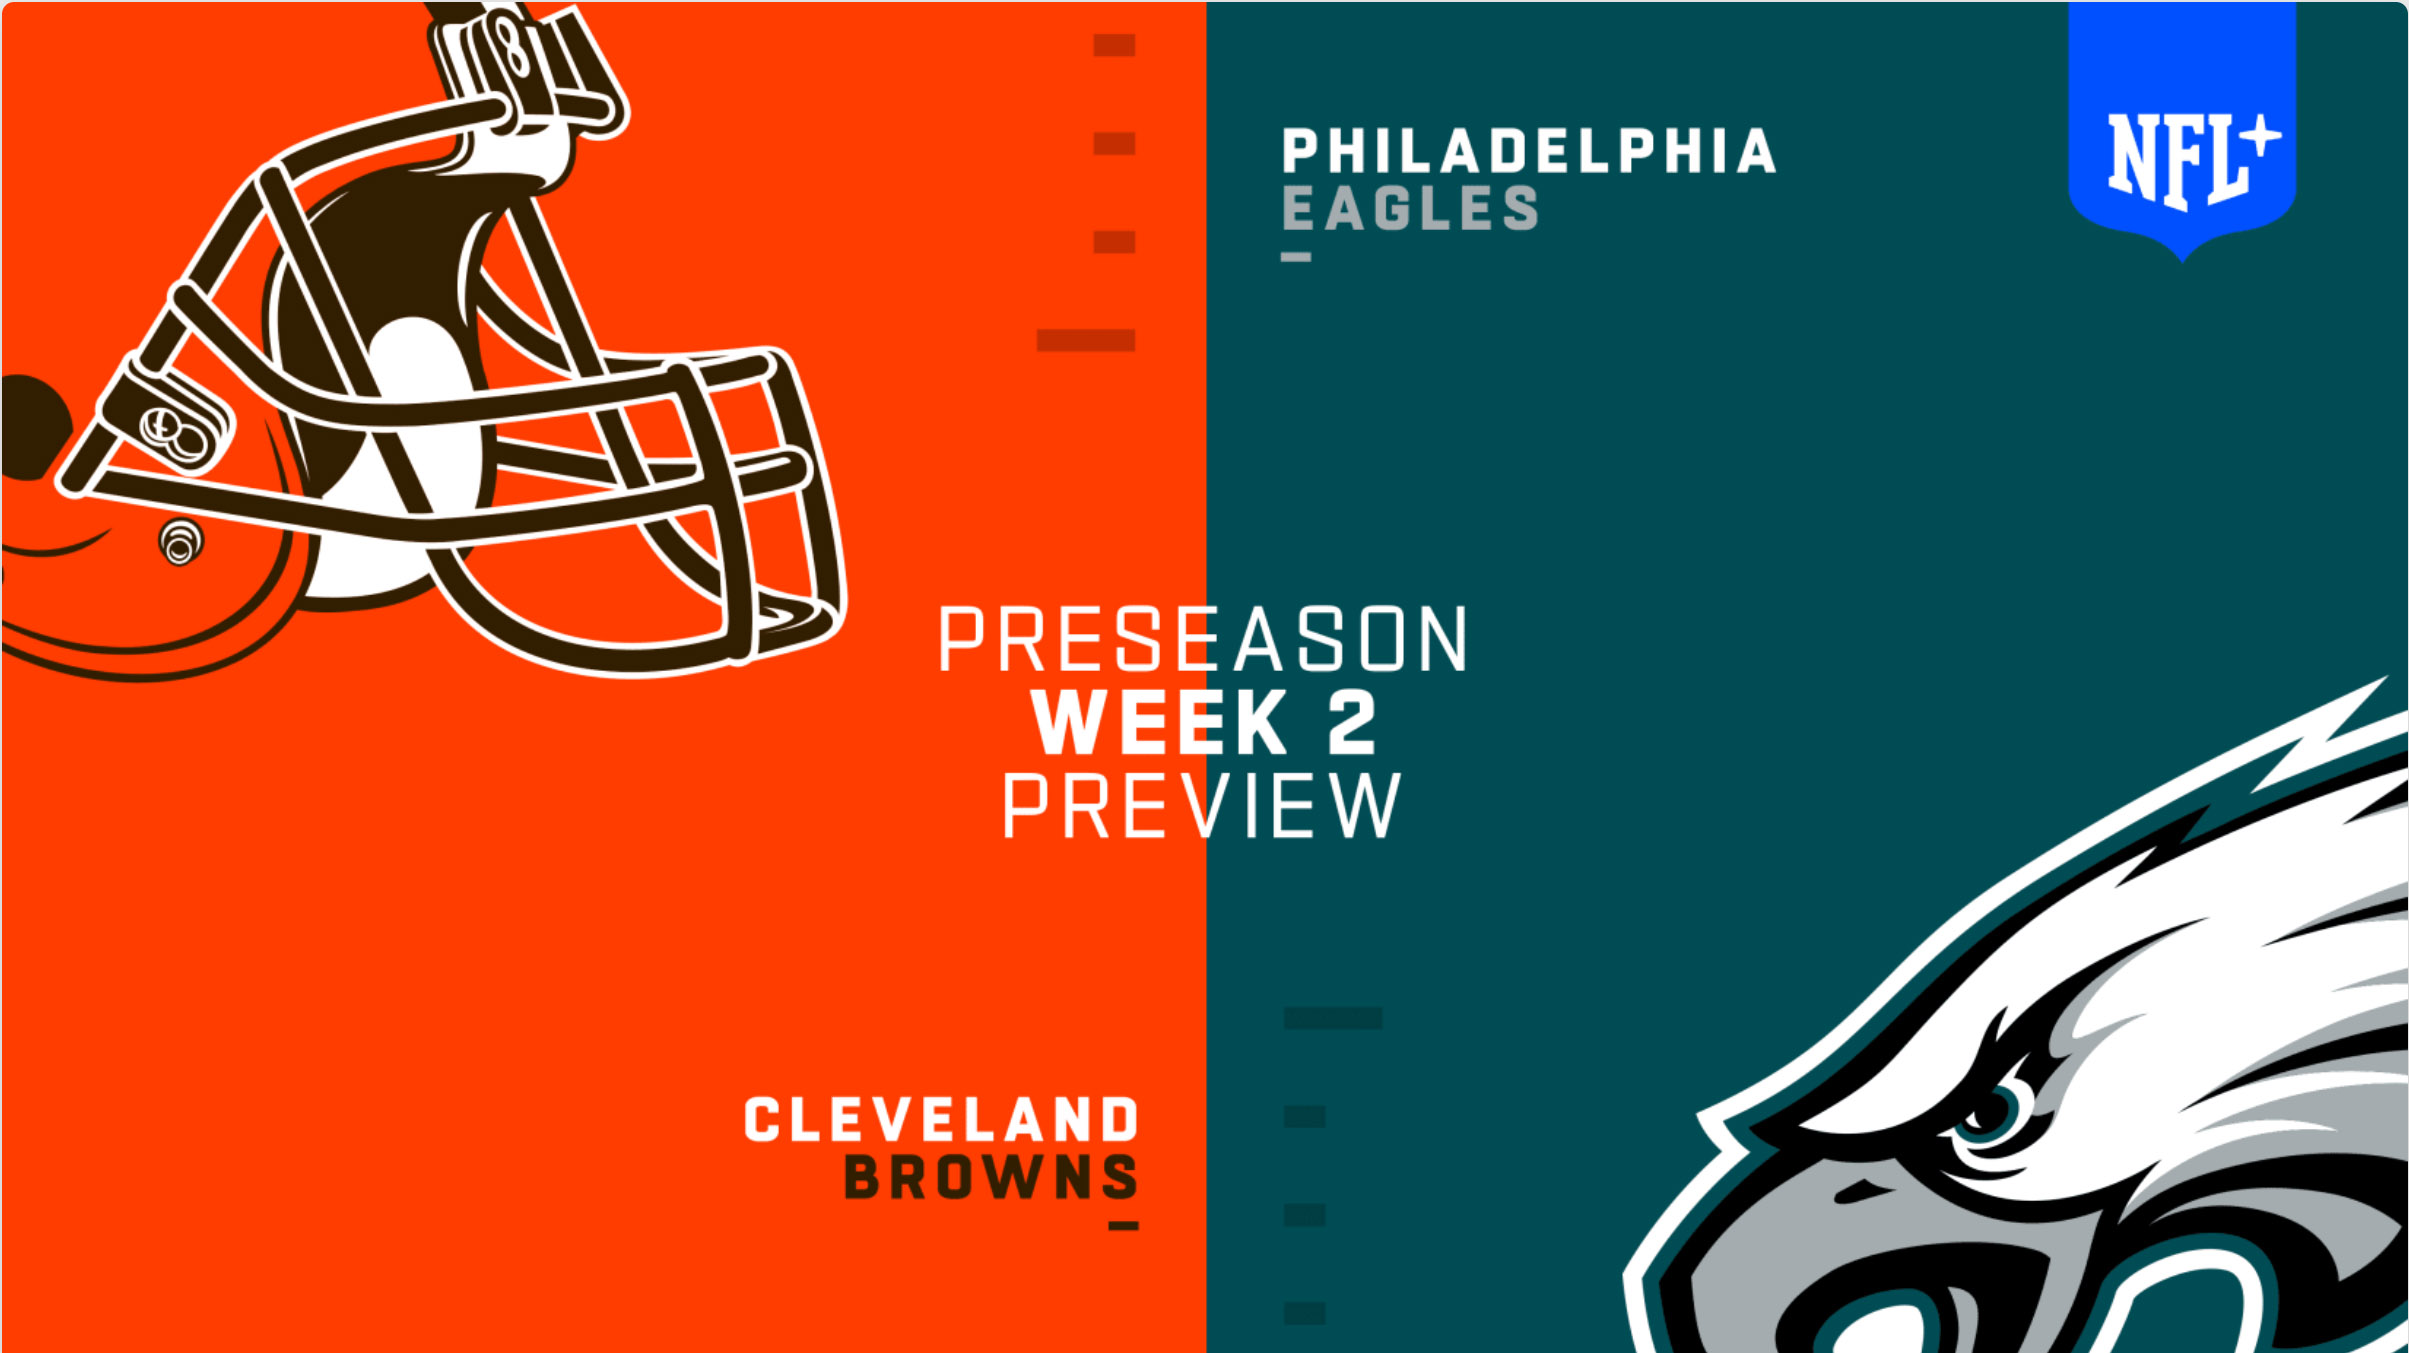 PHILADELPHIA
EAGLES
NFL+
PRESEASON
WEEK 2
PREVIEW
CLEVELAND
BROWNS